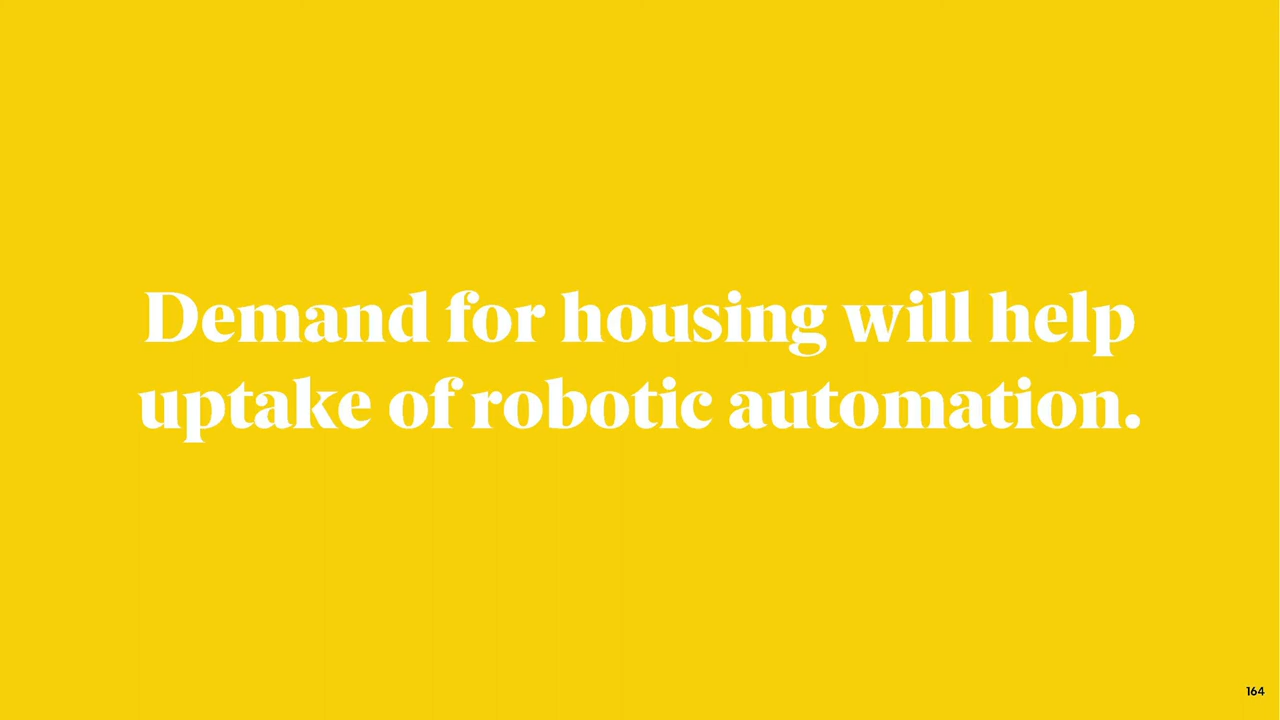 Demand for housing will help
uptake of robotic automation.
164